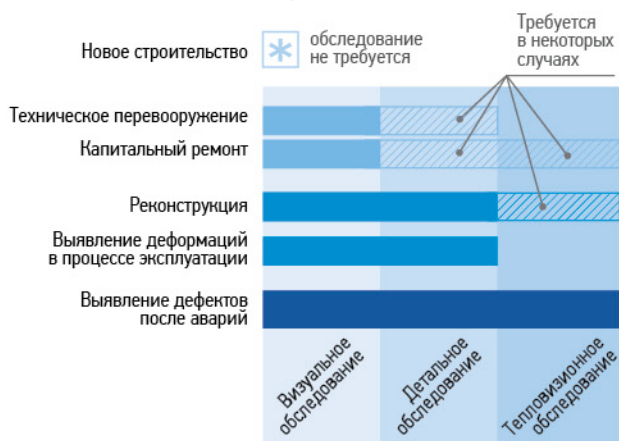 Новое строительство
обследование
не требуется
Требуется
в некоторых
случаях
Техническое перевооружение
Капитальный ремонт
Реконструкция
Выявление деформаций
в процессе эксплуатации
Выявление дефектов
после аварий
Визуальное
обследование
Детальное
обследование
Тепловизионное
обследование